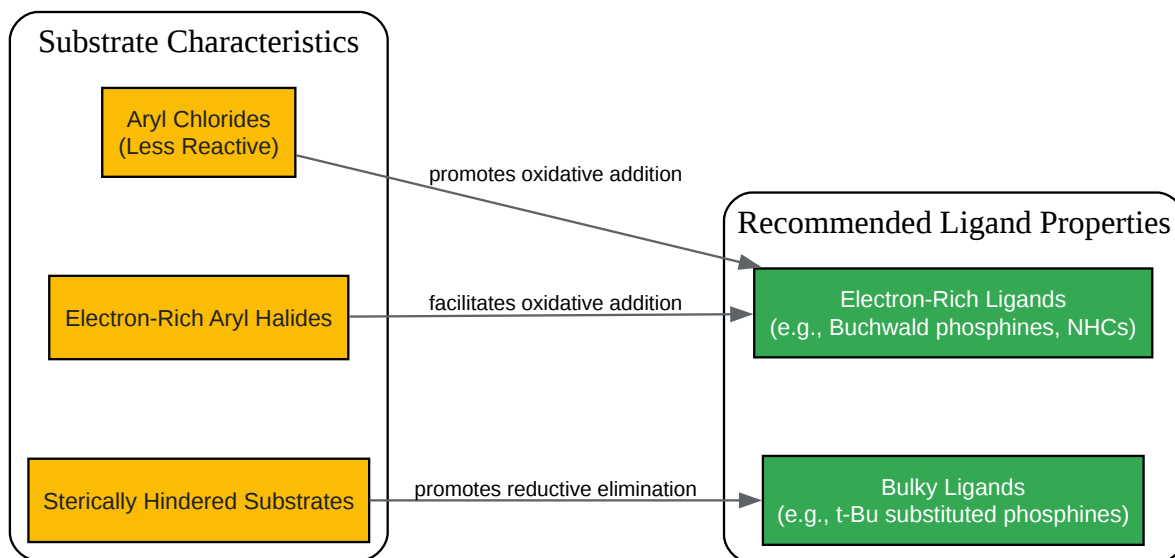 Substrate Characteristics
Aryl Chlorides
(Less Reactive)
promotes oxidative addition
Recommended Ligand Properties
Electron-Rich Aryl Halides
facilitates oxidative addition
Electron-Rich Ligands
(e.g., Buchwald phosphines, NHCs)
Sterically Hindered Substrates
promotes reductive elimination
Bulky Ligands
(e.g., t-Bu substituted phosphines)